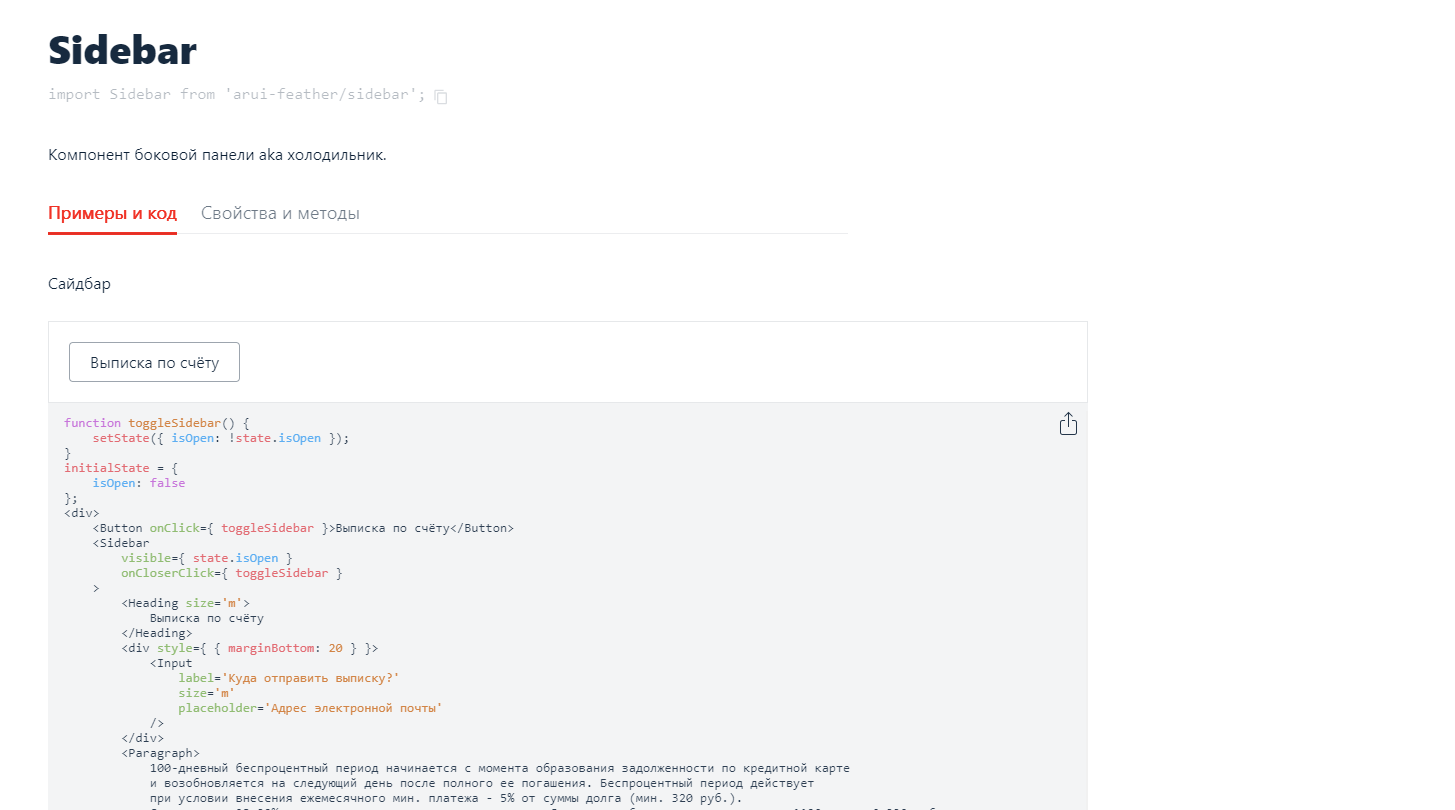 Sidebar
import Sidebar from 'arui-feather/sidebar';
Компонент боковой панели aka холодильник.
Примеры и код Свойства и методы
Сайдбар
Выписка по счёту
function toggleSidebar() {
    setState({ isOpen: !state.isOpen });
}
initialState = {
    isOpen: false
};
<div>
    <Button onClick={ toggleSidebar }>Выписка по счёту</Button>
    <Sidebar
        visible={ state.isOpen }
        onCloserClick={ toggleSidebar }
    >
        <Heading size='m'>
            Выписка по счёту
        </Heading>
        <div style={ { marginBottom: 20 } }>
            <Input
                label='Куда отправить выписку?'
                size='m'
                placeholder='Адрес электронной почты'
            />
        </div>
        <Paragraph>
            100-дневный беспроцентный период начинается с момента образования задолженности по кредитной карте
            и возобновляется на следующий день после полного ее погашения. Беспроцентный период действует
            при условии внесения ежемесячного мин. платежа - 5% от суммы долга (мин. 320 руб.).